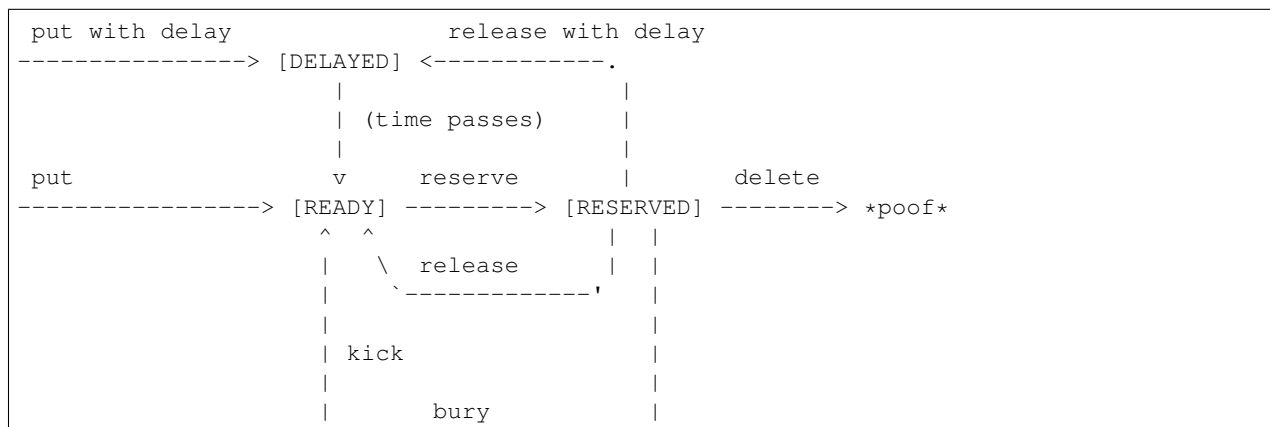 put with delay               release with delay
----------------> [DELAYED] <------------.
                      |                   |
                      | (time passes)     |
                      |                   |
 put                  v     reserve       |       delete
-----------------> [READY] ---------> [RESERVED] --------> *poof*
                     ^  ^                |  |
                     |   \  release      |  |
                     |    `-------------'   |
                     |                      |
                     | kick                 |
                     |                      |
                     |       bury           |